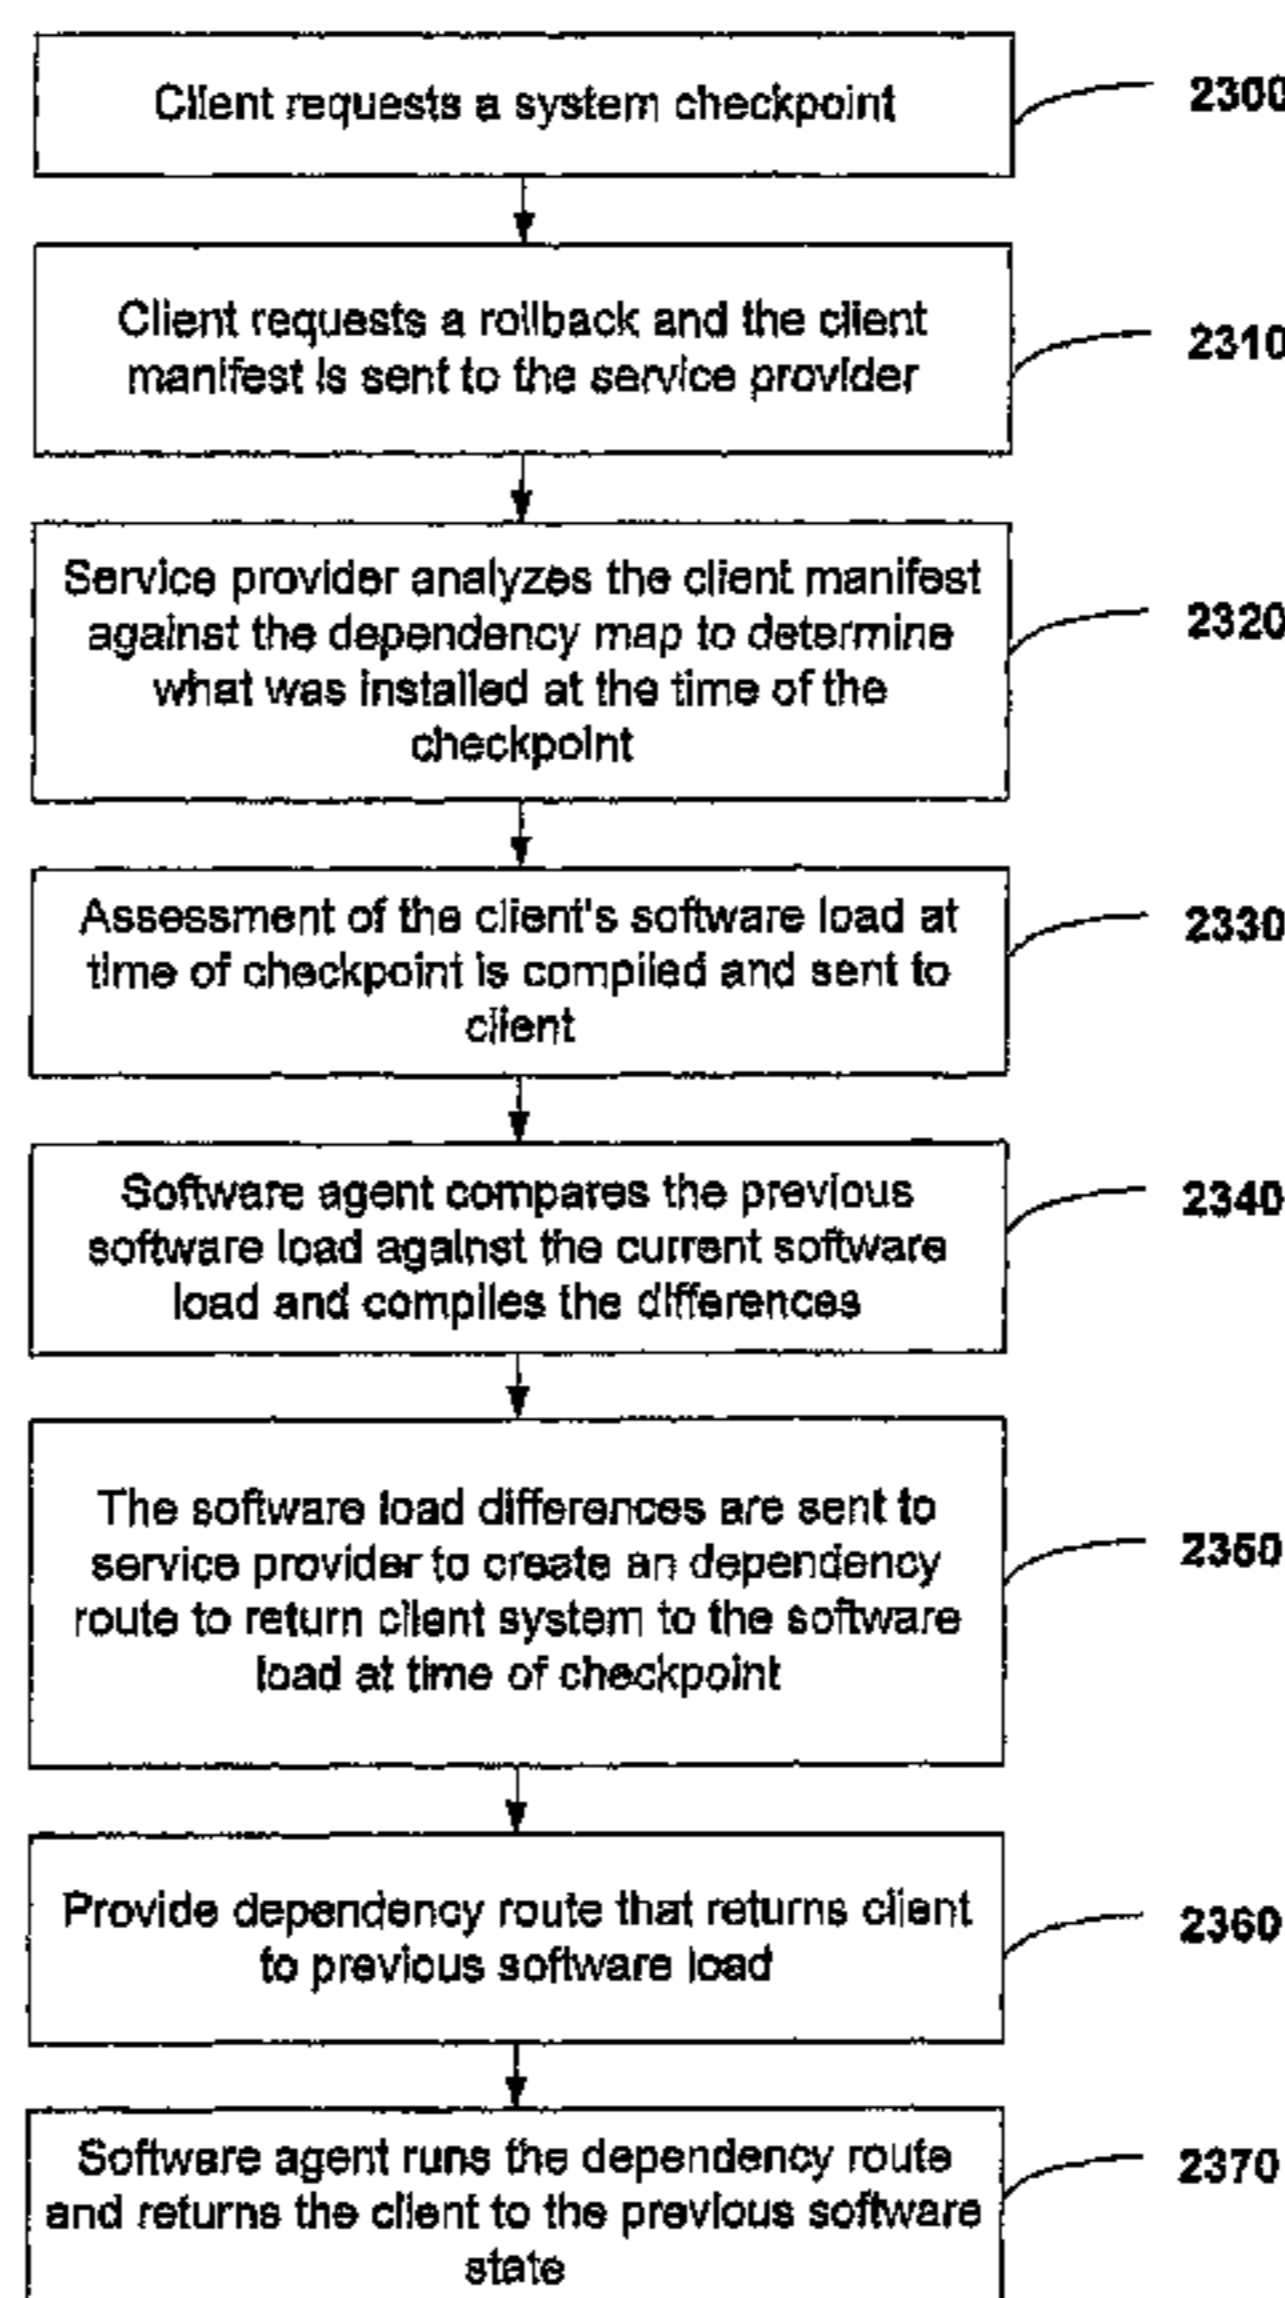 Client requests a system checkpoint
2300
Client requests a rollback and the client
manifest is sent to the service provider
2310
Service provider analyzes the client manifest
against the dependency map to determine
what was installed at the time of the
checkpoint
2320
Assessment of the client's software load at
time of checkpoint is compiled and sent to
client
2330
Software agent compares the previous
software load against the current software
load and compiles the differences
2340
The software load differences are sent to
service provider to create an dependency
route to return client system to the software
load at time of checkpoint
2350
Provide dependency route that returns client
to previous software load
2360
Software agent runs the dependency route
and returns the client to the previous software
state
2370